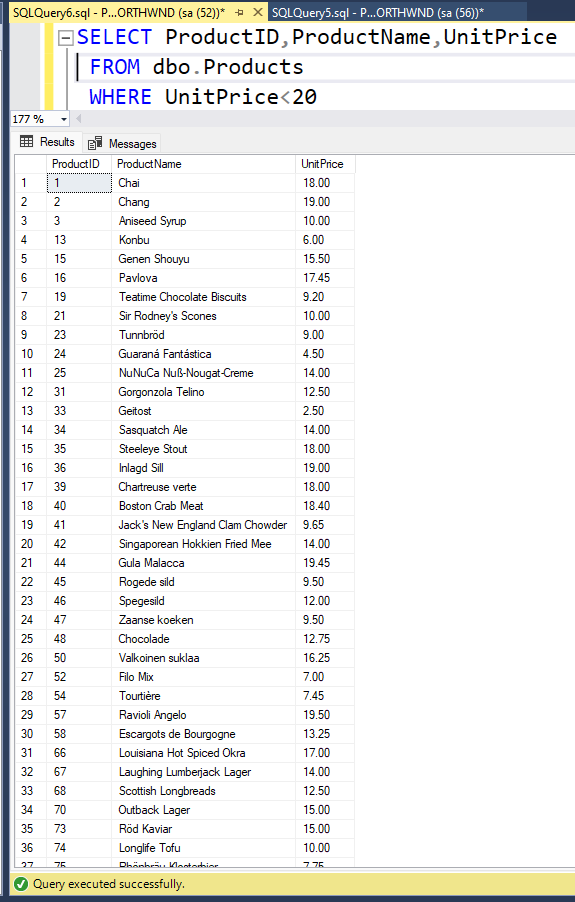 SQLQuery6.sql - P...ORTHWND (sa (52))* SQLQuery5.sql - P...ORTHWND (sa (56))*
SELECT ProductID,ProductName,UnitPrice
FROM dbo.Products
WHERE UnitPrice<20
177 %
Results Messages
ProductID ProductName UnitPrice
1 1 Chai 18.00
2 2 Chang 19.00
3 3 Aniseed Syrup 10.00
4 13 Konbu 6.00
5 15 Genen Shouyu 15.50
6 16 Pavlova 17.45
7 19 Teatime Chocolate Biscuits 9.20
8 21 Sir Rodney's Scones 10.00
9 23 Tunnbröd 9.00
10 24 Guaraná Fantástica 4.50
11 25 NuNuCa Nuß-Nougat-Creme 14.00
12 31 Gorgonzola Telino 12.50
13 33 Geitost 2.50
14 34 Sasquatch Ale 14.00
15 35 Steeleye Stout 18.00
16 36 Inlagd Sill 19.00
17 39 Chartreuse verte 18.00
18 40 Boston Crab Meat 18.40
19 41 Jack's New England Clam Chowder 9.65
20 42 Singaporean Hokkien Fried Mee 14.00
21 44 Gula Malacca 19.45
22 45 Rogede sild 9.50
23 46 Spegesild 12.00
24 47 Zaanse koeken 9.50
25 48 Chocolade 12.75
26 50 Valkoinen suklaa 16.25
27 52 Filo Mix 7.00
28 54 Tourtière 7.45
29 57 Ravioli Angelo 19.50
30 58 Escargots de Bourgogne 13.25
31 66 Louisiana Hot Spiced Okra 17.00
32 67 Laughing Lumberjack Lager 14.00
33 68 Scottish Longbreads 12.50
34 70 Outback Lager 15.00
35 73 Röd Kaviar 15.00
36 74 Longlife Tofu 10.00
37 75 Rhönbräu Klosterbier 7.75
Query executed successfully.